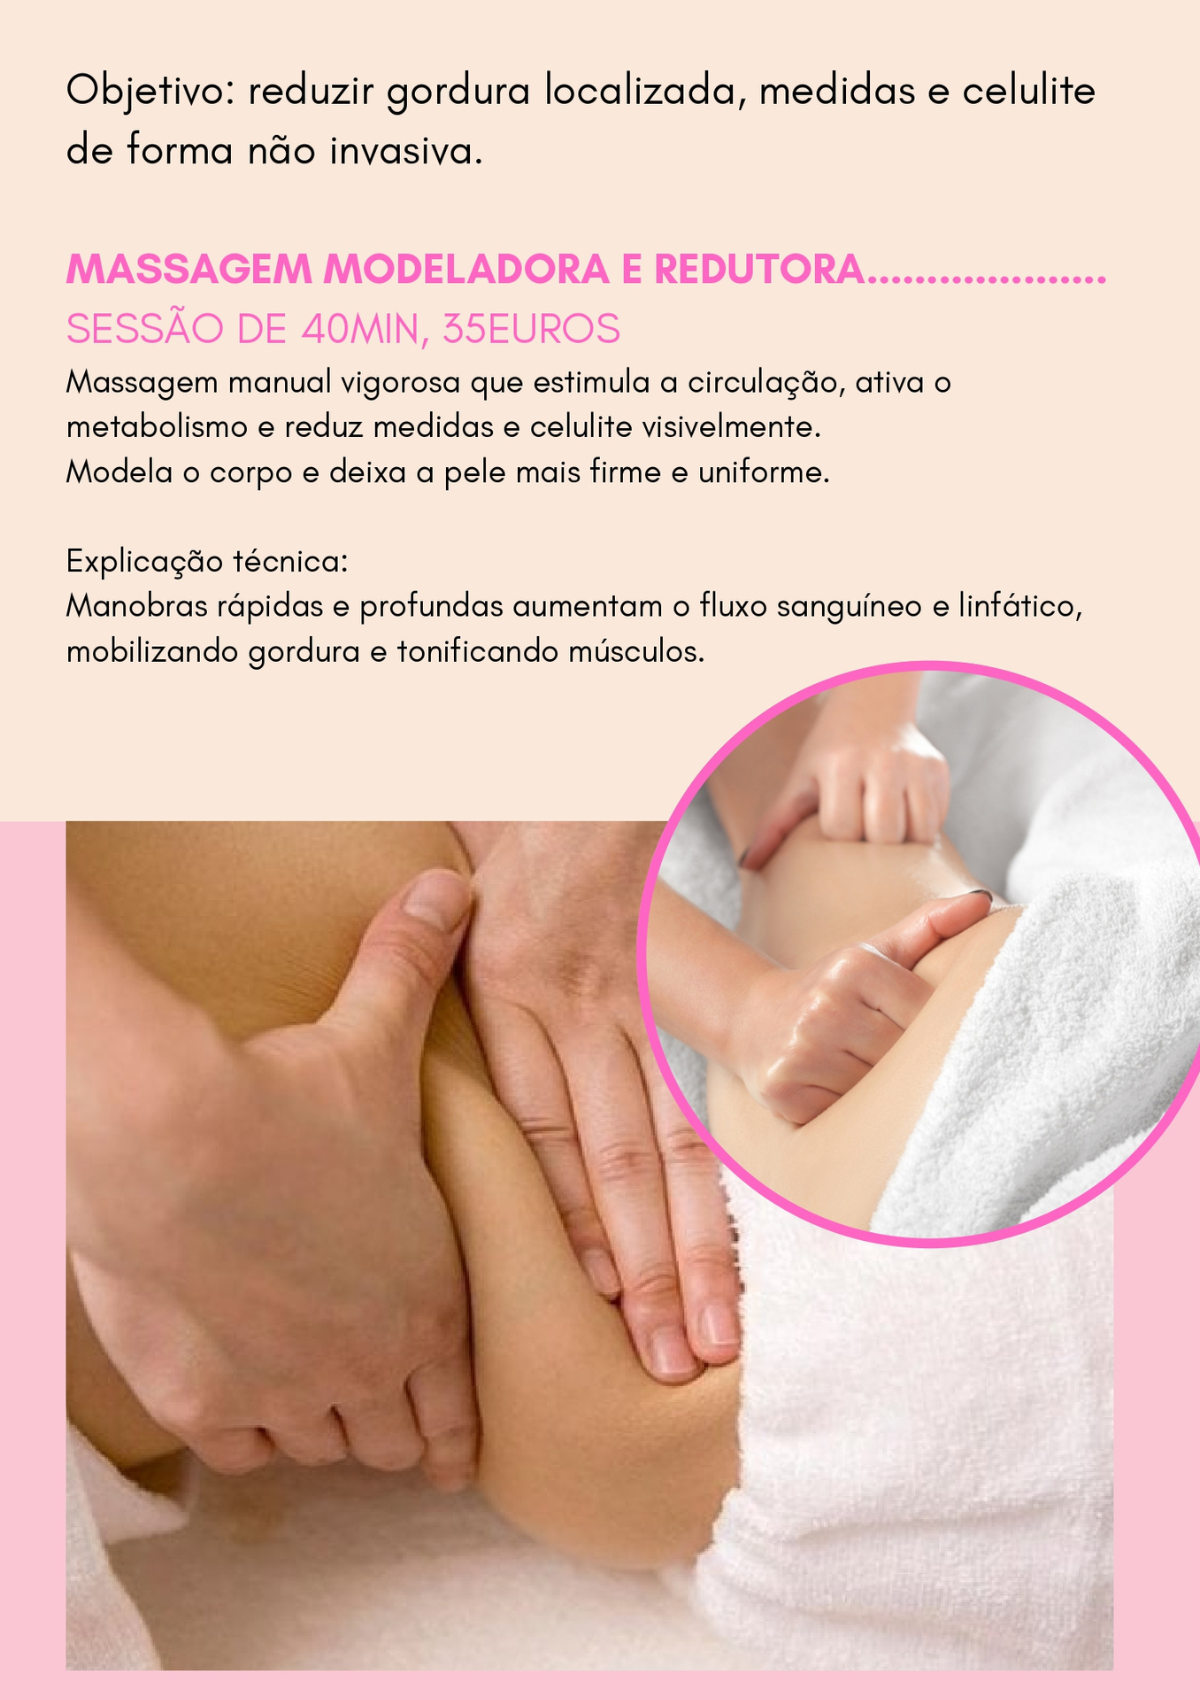 Objetivo: reduzir gordura localizada, medidas e celulite
de forma não invasiva.
MASSAGEM MODELADORA E REDUTORA....................
SESSÃO DE 40MIN, 35EUROS
Massagem manual vigorosa que estimula a circulação, ativa o
metabolismo e reduz medidas e celulite visivelmente.
Modela o corpo e deixa a pele mais firme e uniforme.
Explicação técnica:
Manobras rápidas e profundas aumentam o fluxo sanguíneo e linfático,
mobilizando gordura e tonificando músculos.